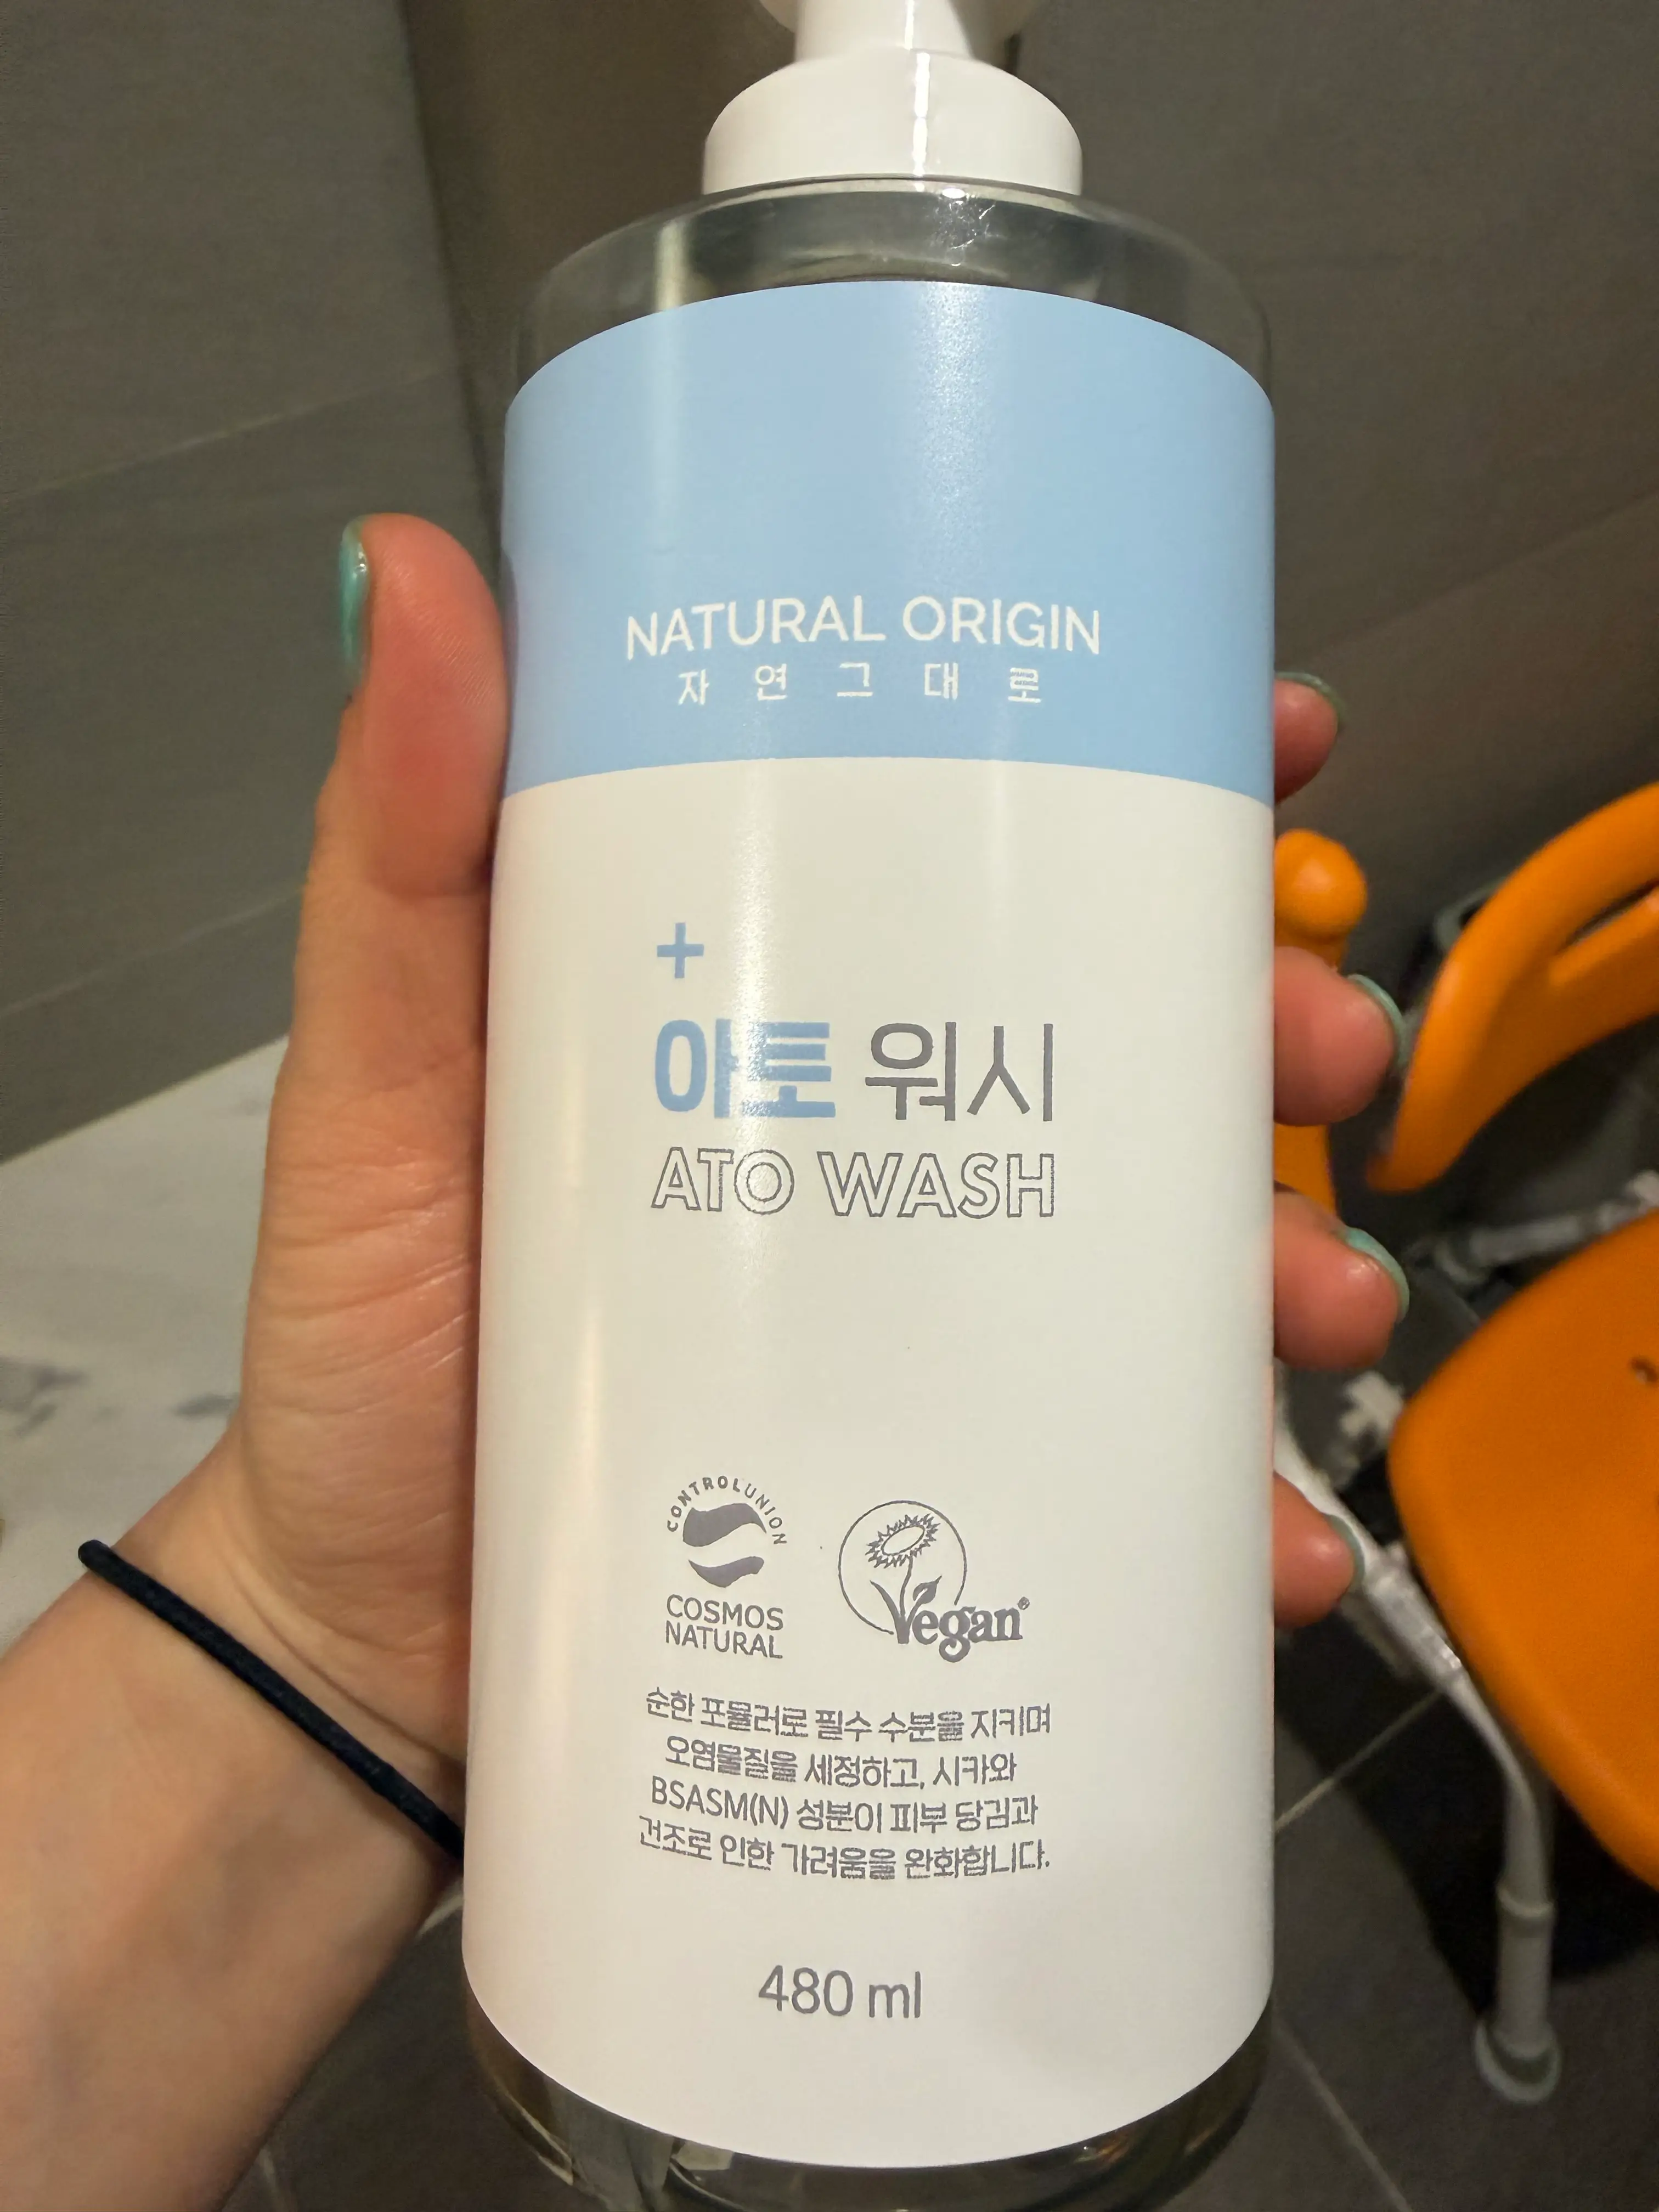 NATURAL ORIGIN
자연그대로
+
아토 워시
ATO WASH
CONTROLUNION
COSMOS
NATURAL
Vegan®
순한 포뮬러로 필수 수분을 지키며
오염물질을 세정하고, 시카와
BSASM(N) 성분이 피부 당김과
건조로 인한 가려움을 완화합니다.
480 ml